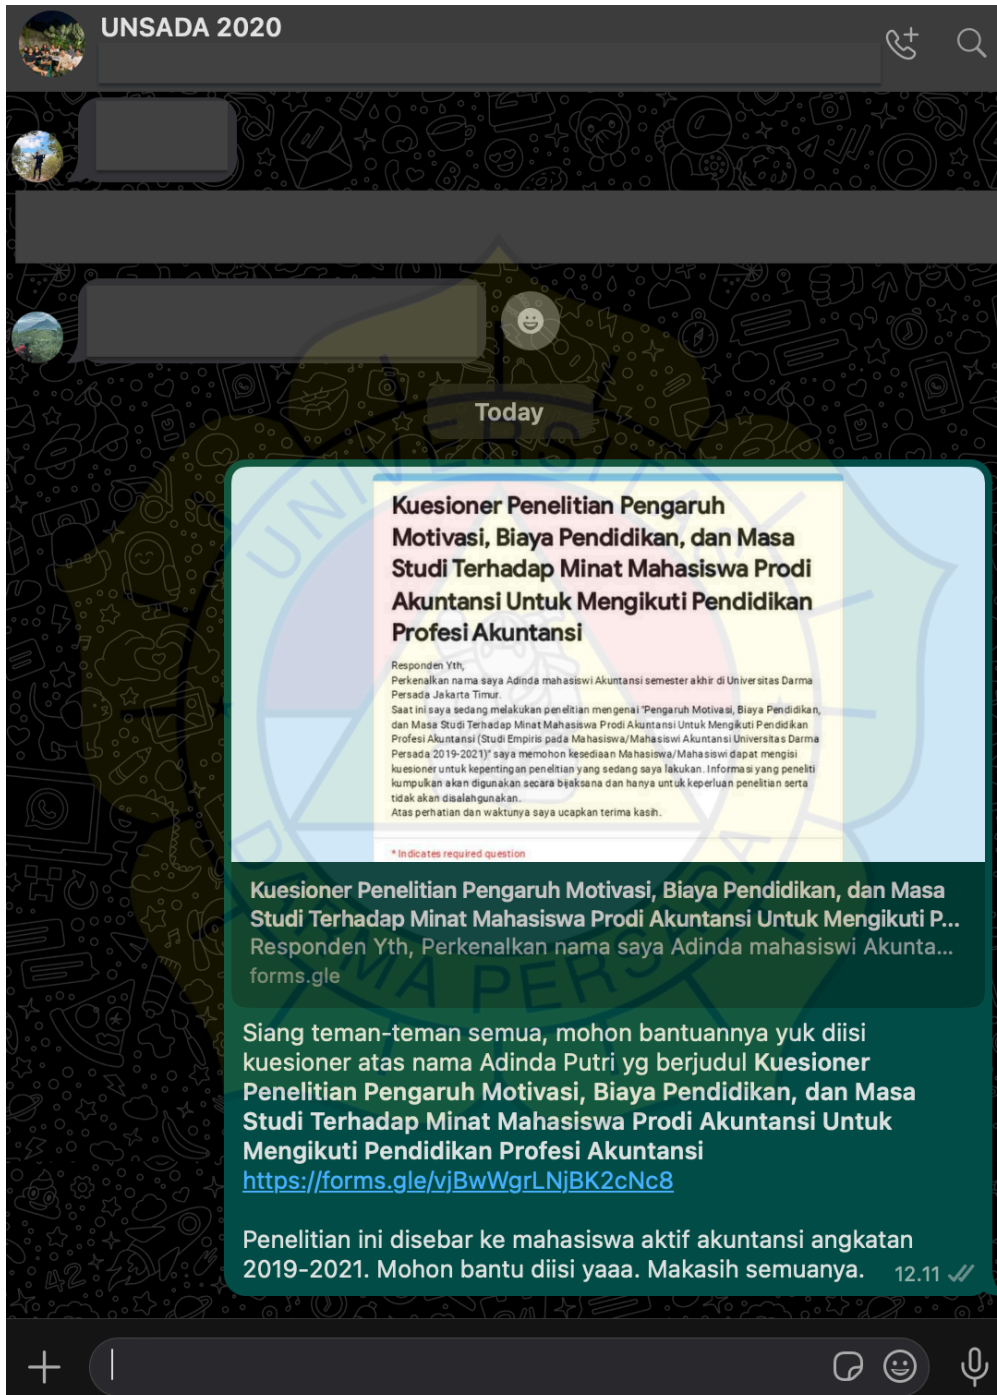 UNSADA 2020
Today
Kuesioner Penelitian Pengaruh
Motivasi, Biaya Pendidikan, dan Masa
Studi Terhadap Minat Mahasiswa Prodi
Akuntansi Untuk Mengikuti Pendidikan
Profesi Akuntansi
Responden Yth,
Perkenalkan nama saya Adinda mahasiswi Akuntansi semester akhir di Universitas Darma
Persada Jakarta Timur.
Saat ini saya sedang melakukan penelitian mengenai "Pengaruh Motivasi, Biaya Pendidikan,
dan Masa Studi Terhadap Minat Mahasiswa Prodi Akuntansi Untuk Mengikuti Pendidikan
Profesi Akuntansi (Studi Empiris pada Mahasiswa/Mahasiswi Akuntansi Universitas Darma
Persada 2019-2021)" saya memohon kesediaan Mahasiswa/Mahasiswi dapat mengisi
kuesioner untuk kepentingan penelitian yang sedang saya lakukan. Informasi yang peneliti
kumpulkan akan digunakan secara bijaksana dan hanya untuk keperluan penelitian serta
tidak akan disalahgunakan.
Atas perhatian dan waktunya saya ucapkan terima kasih.
* Indicates required question
Kuesioner Penelitian Pengaruh Motivasi, Biaya Pendidikan, dan Masa
Studi Terhadap Minat Mahasiswa Prodi Akuntansi Untuk Mengikuti P...
Responden Yth, Perkenalkan nama saya Adinda mahasiswi Akunta...
forms.gle
Siang teman-teman semua, mohon bantuannya yuk diisi
kuesioner atas nama Adinda Putri yg berjudul Kuesioner
Penelitian Pengaruh Motivasi, Biaya Pendidikan, dan Masa
Studi Terhadap Minat Mahasiswa Prodi Akuntansi Untuk
Mengikuti Pendidikan Profesi Akuntansi
https://forms.gle/vjBwWgrLNjBK2cNc8
Penelitian ini disebar ke mahasiswa aktif akuntansi angkatan
2019-2021. Mohon bantu diisi yaaa. Makasih semuanya.
12.11
UNIVERSITAS
DARMA PERSADA